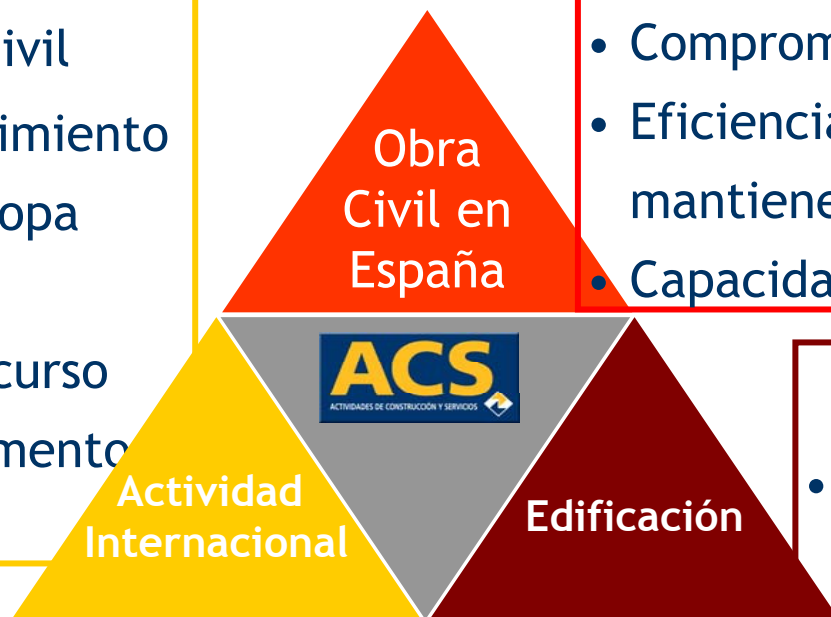 ivil
imiento
opa
curso
mento
Obra
Civil en
España
• Comprom
• Eficiencia
mantiene
• Capacida
ACS
ACTIVIDADES DE CONSTRUCCIÓN Y SERVICIOS
Actividad
Internacional
Edificación
•